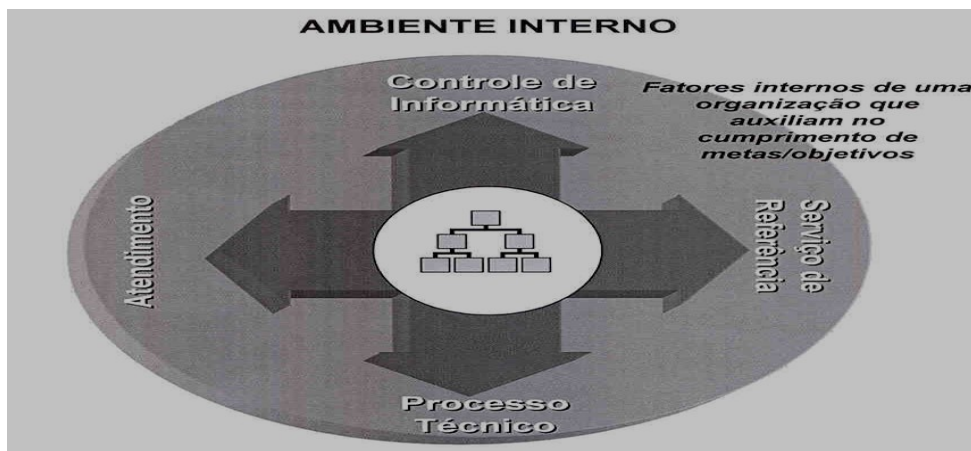 AMBIENTE INTERNO
Controle de
Informática
Fatores internos de uma
organização que
auxiliam no
cumprimento de
metas/objetivos
Atendimento
Serviço de
Referência
Processo
Técnico